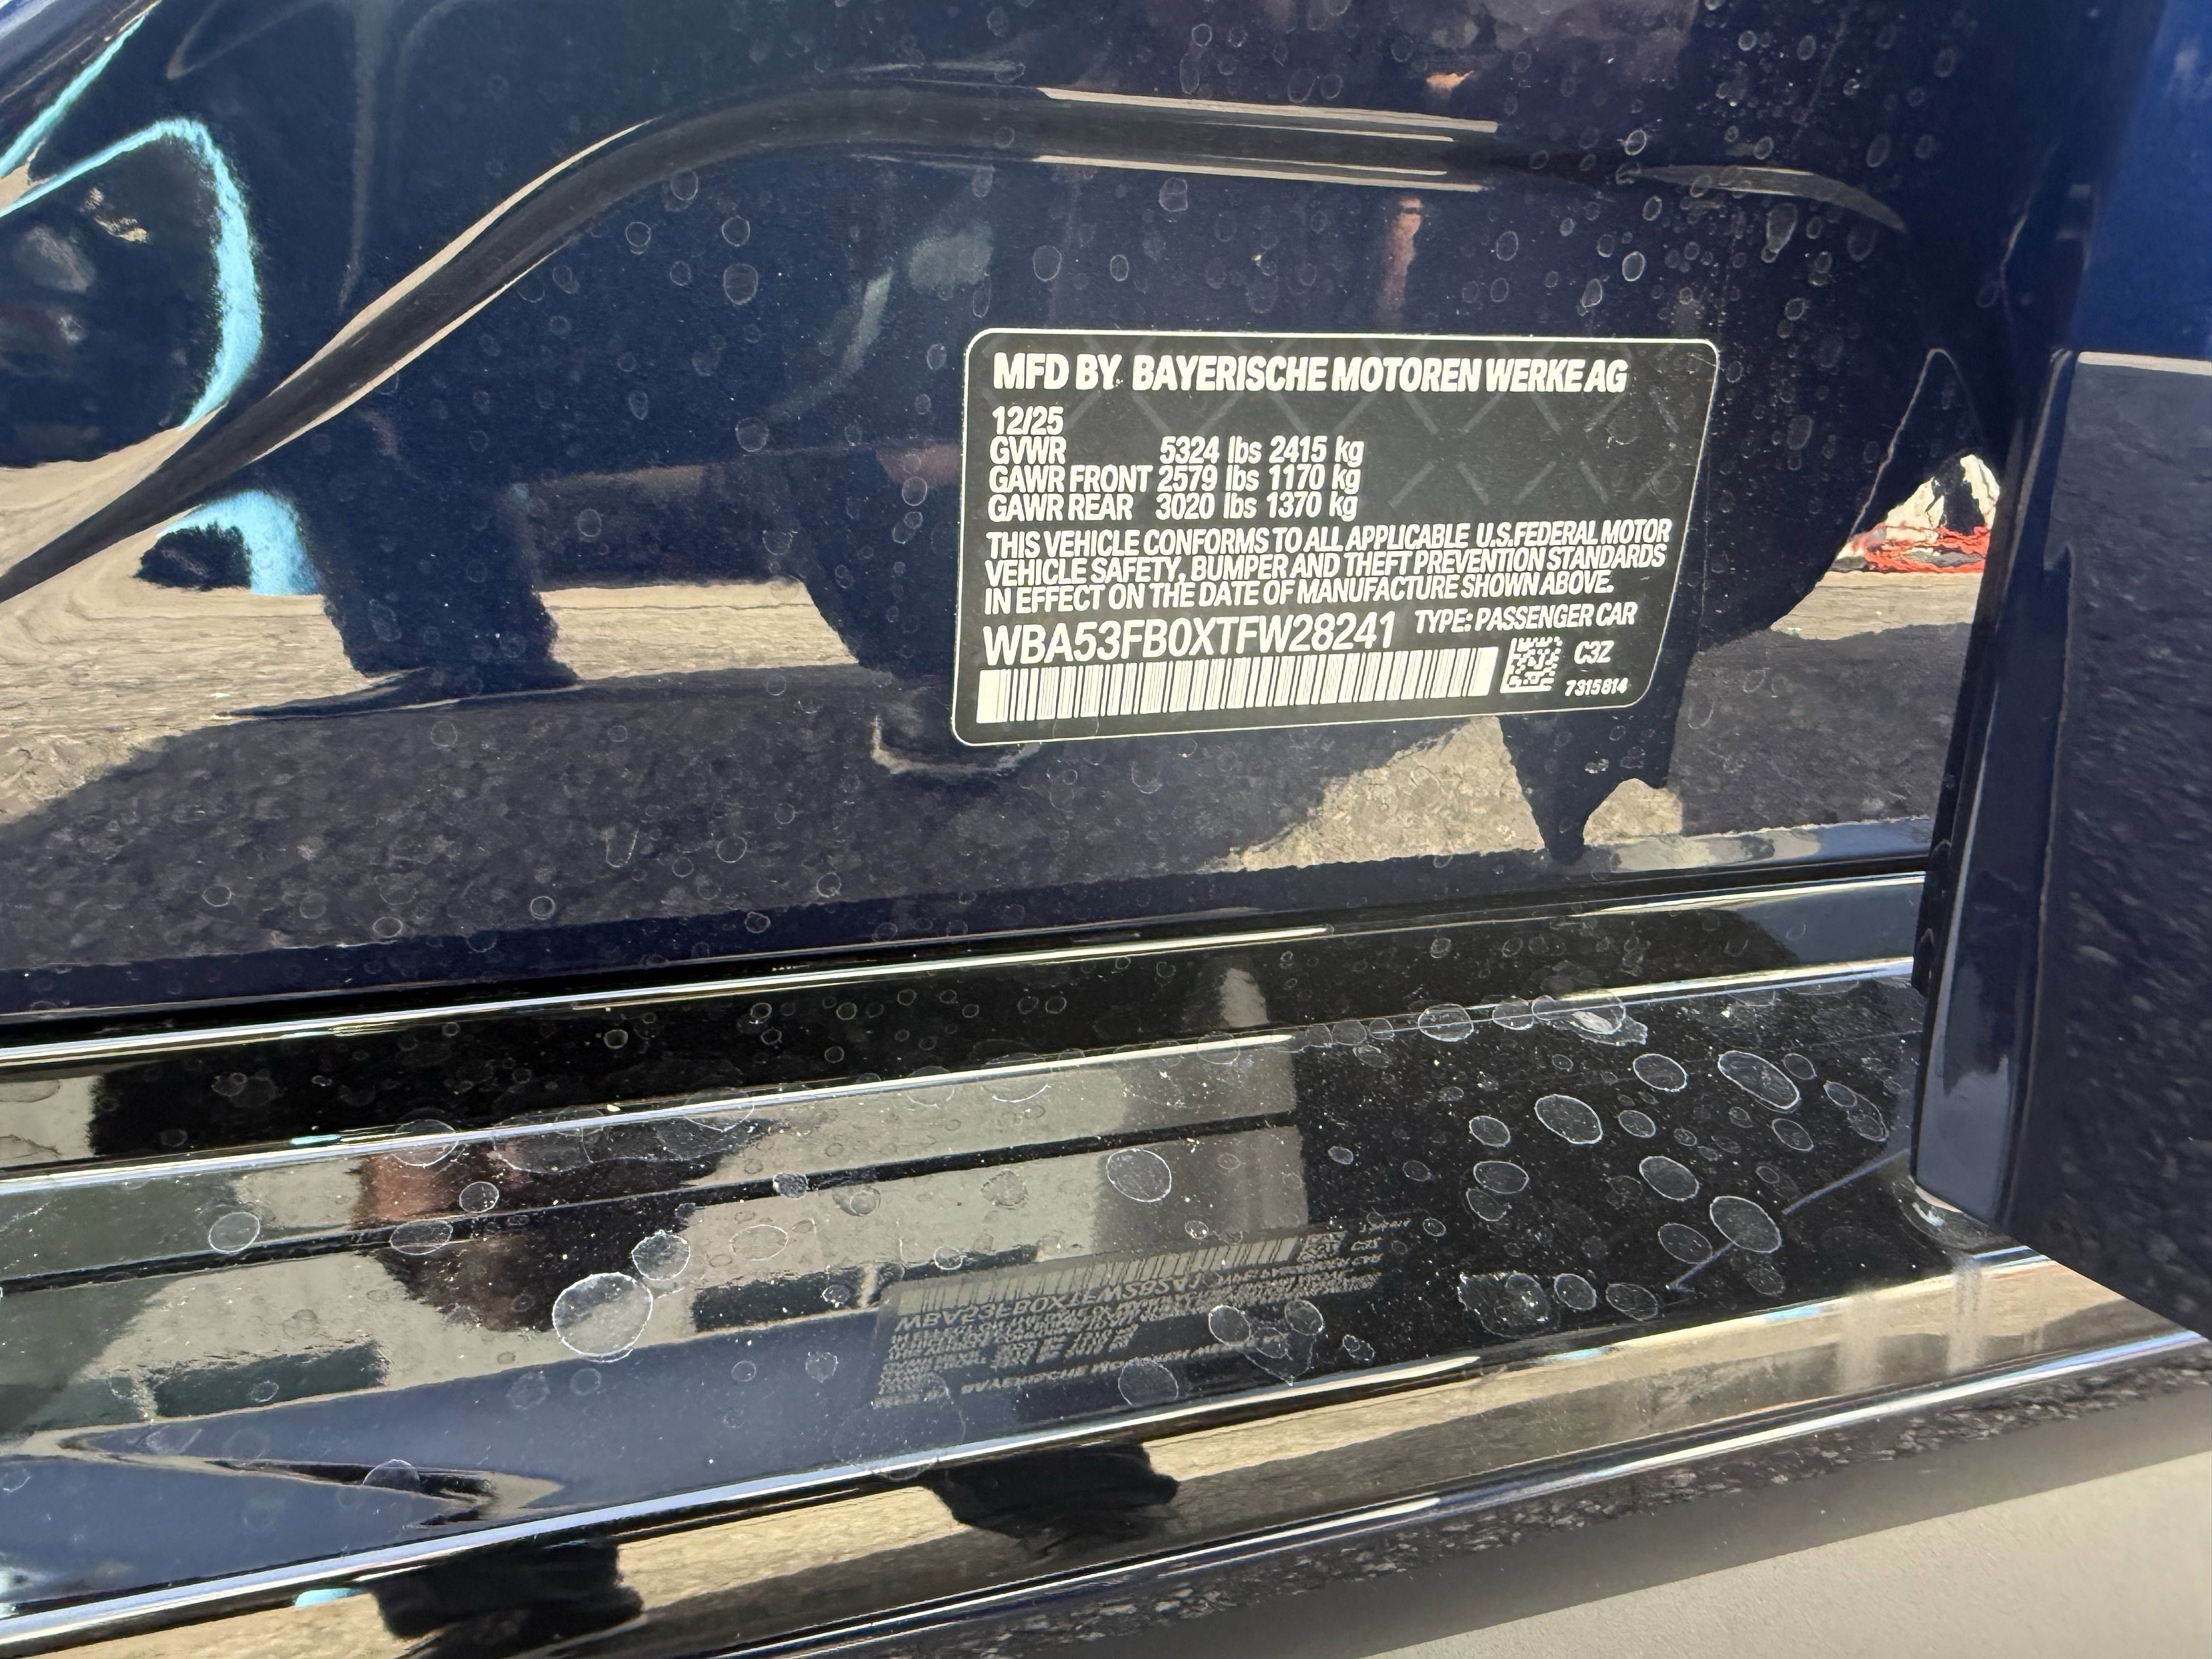 MFD BY BAYERISCHE MOTOREN WERKE AG
12/25
GVWR 5324 lbs 2415 kg
GAWR FRONT 2579 lbs 1170 kg
GAWR REAR 3020 lbs 1370 kg
THIS VEHICLE CONFORMS TO ALL APPLICABLE U.S.FEDERAL MOTOR
VEHICLE SAFETY, BUMPER AND THEFT PREVENTION STANDARDS
IN EFFECT ON THE DATE OF MANUFACTURE SHOWN ABOVE.
WBA53FB0XTFW28241 TYPE: PASSENGER CAR
C3Z
7315814